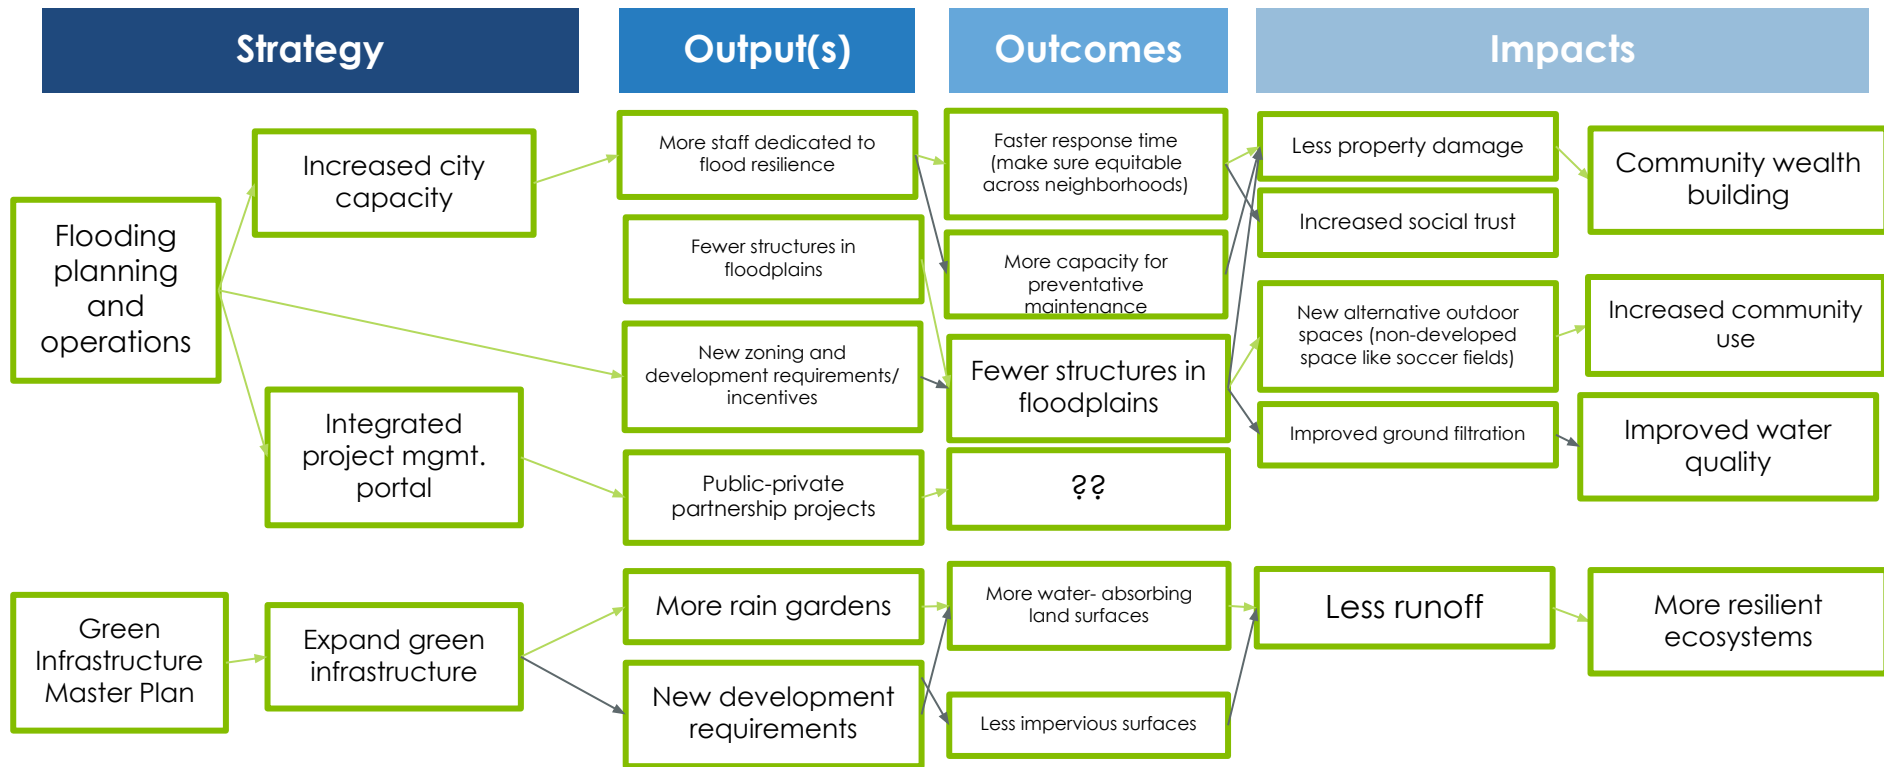 Strategy
Output(s)
Outcomes
Impacts
Flooding
planning
and
operations
Increased city
capacity
Integrated
project mgmt.
portal
More staff dedicated to
flood resilience
Fewer structures in
floodplains
New zoning and
development requirements/
incentives
Public-private
partnership projects
Faster response time
(make sure equitable
across neighborhoods)
More capacity for
preventative
maintenance
Fewer structures in
floodplains
??
Less property damage
Increased social trust
New alternative outdoor
spaces (non-developed
space like soccer fields)
Improved ground filtration
Community wealth
building
Increased community
use
Improved water
quality
Green
Infrastructure
Master Plan
Expand green
infrastructure
More rain gardens
New development
requirements
More water- absorbing
land surfaces
Less impervious surfaces
Less runoff
More resilient
ecosystems